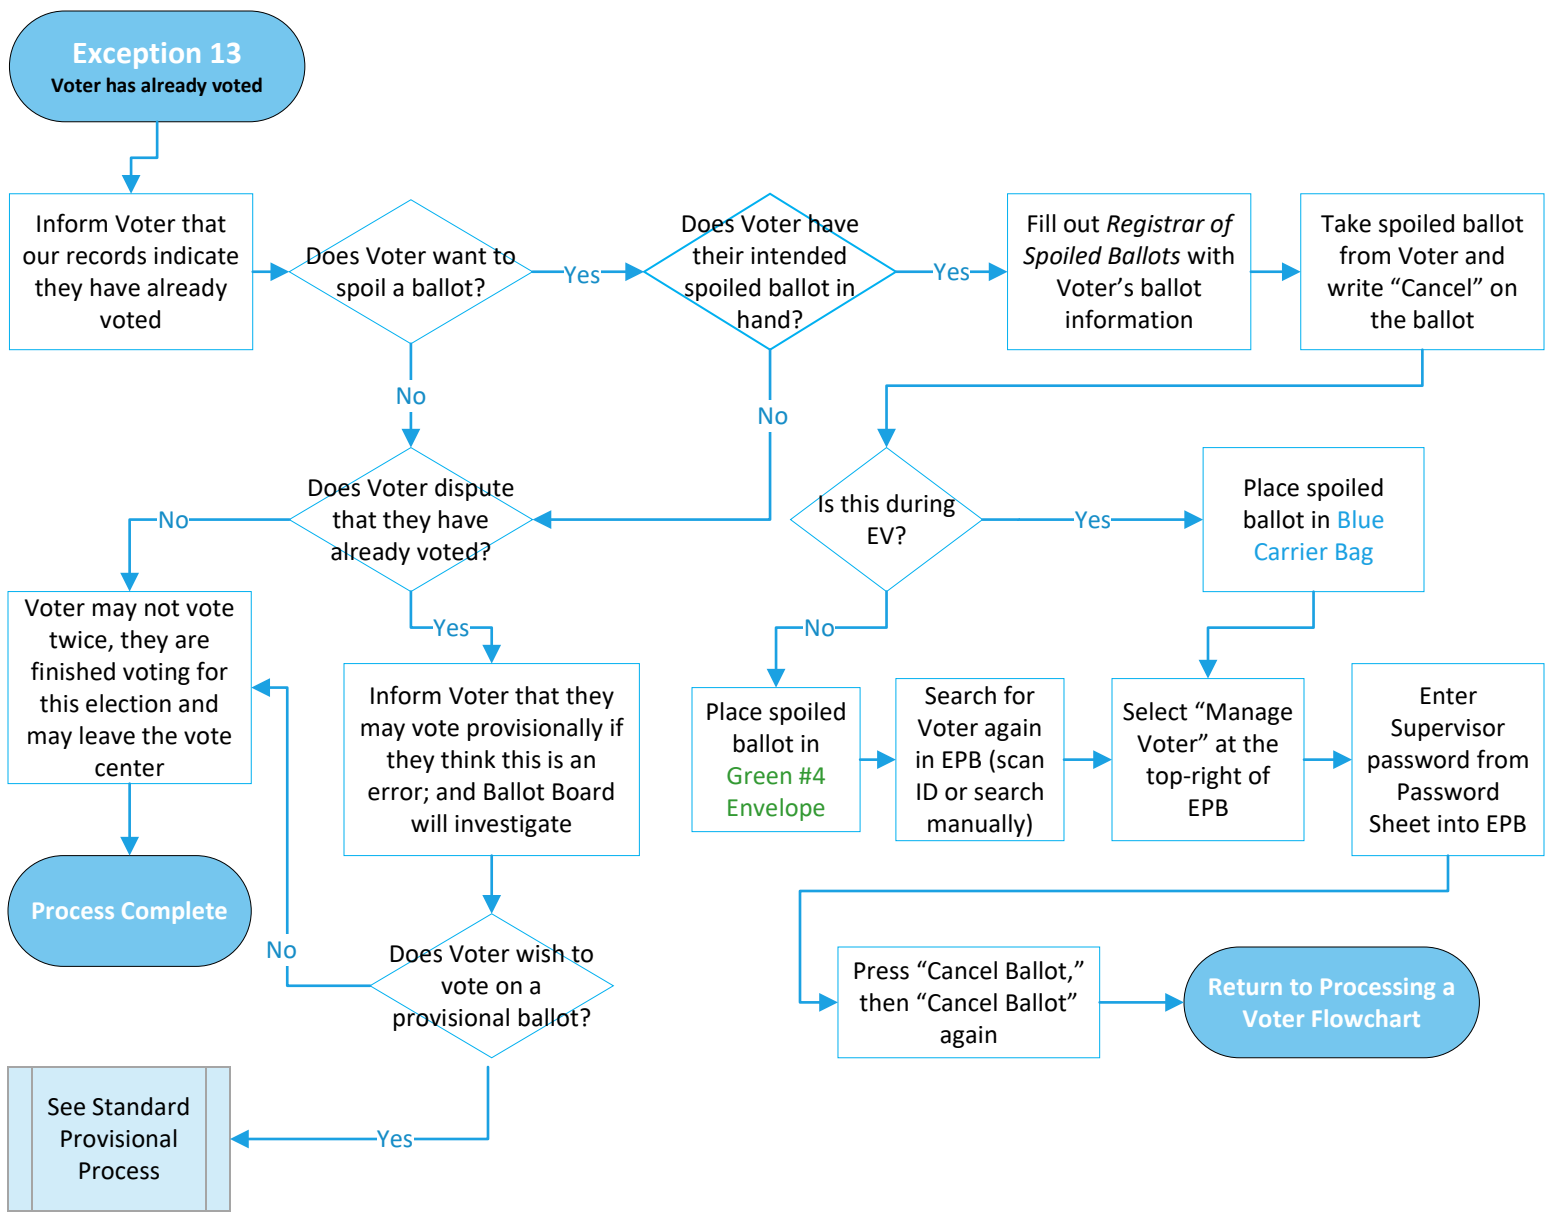 Exception 13
Voter has already voted
Inform Voter that
our records indicate
they have already
voted
Does Voter want to
spoil a ballot?
Yes
Does Voter have
their intended
spoiled ballot in
hand?
Yes
Fill out Registrar of
Spoiled Ballots with
Voter’s ballot
information
Take spoiled ballot
from Voter and
write “Cancel” on
the ballot
No
No
Does Voter dispute
that they have
already voted?
No
Is this during
EV?
Yes
Place spoiled
ballot in Blue
Carrier Bag
Voter may not vote
twice, they are
finished voting for
this election and
may leave the vote
center
Yes
No
Inform Voter that they
may vote provisionally if
they think this is an
error; and Ballot Board
will investigate
Place spoiled
ballot in
Green #4
Envelope
Search for
Voter again
in EPB (scan
ID or search
manually)
Select “Manage
Voter” at the
top-right of
EPB
Enter
Supervisor
password from
Password
Sheet into EPB
Process Complete
No
Does Voter wish to
vote on a
provisional ballot?
Press “Cancel Ballot,”
then “Cancel Ballot”
again
Return to Processing a
Voter Flowchart
See Standard
Provisional
Process
Yes